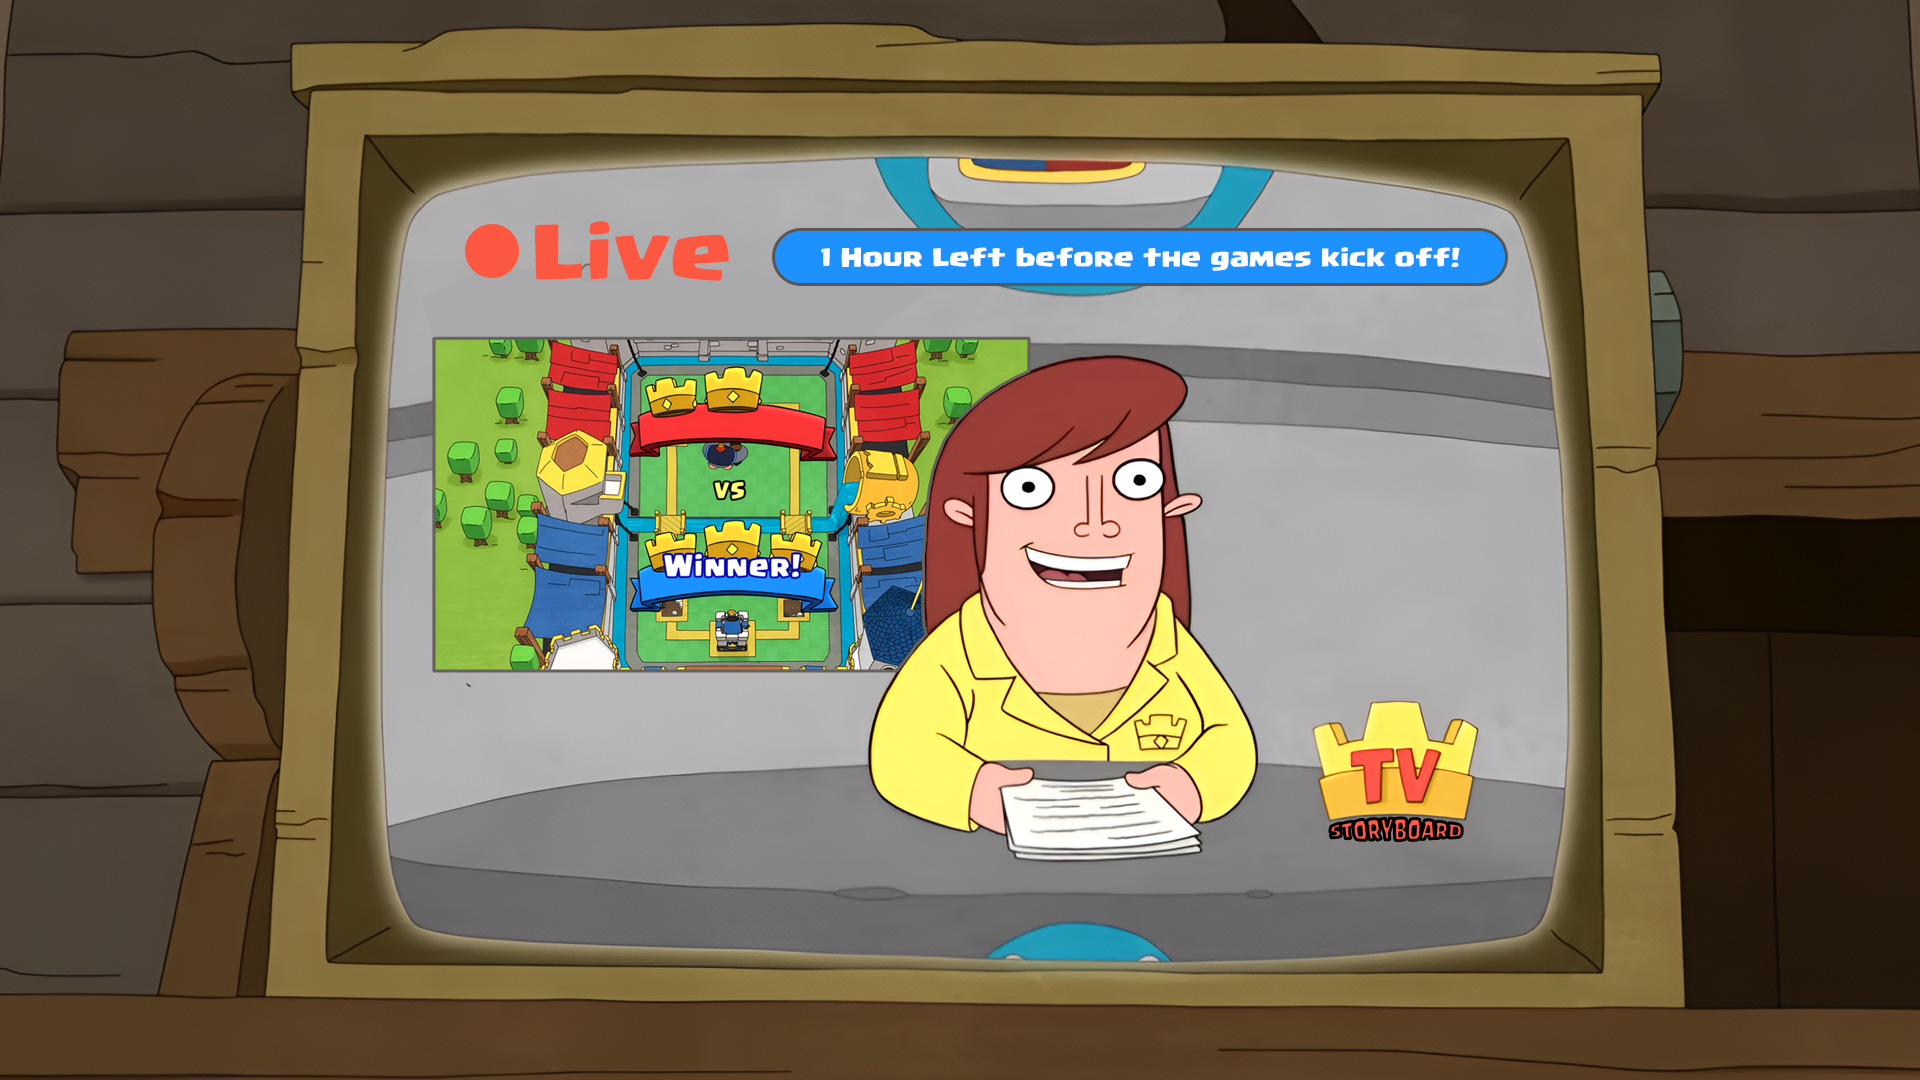 Live
1 Hour Left before the games kick off!
VS
Winner!
TV
STORYBOARD